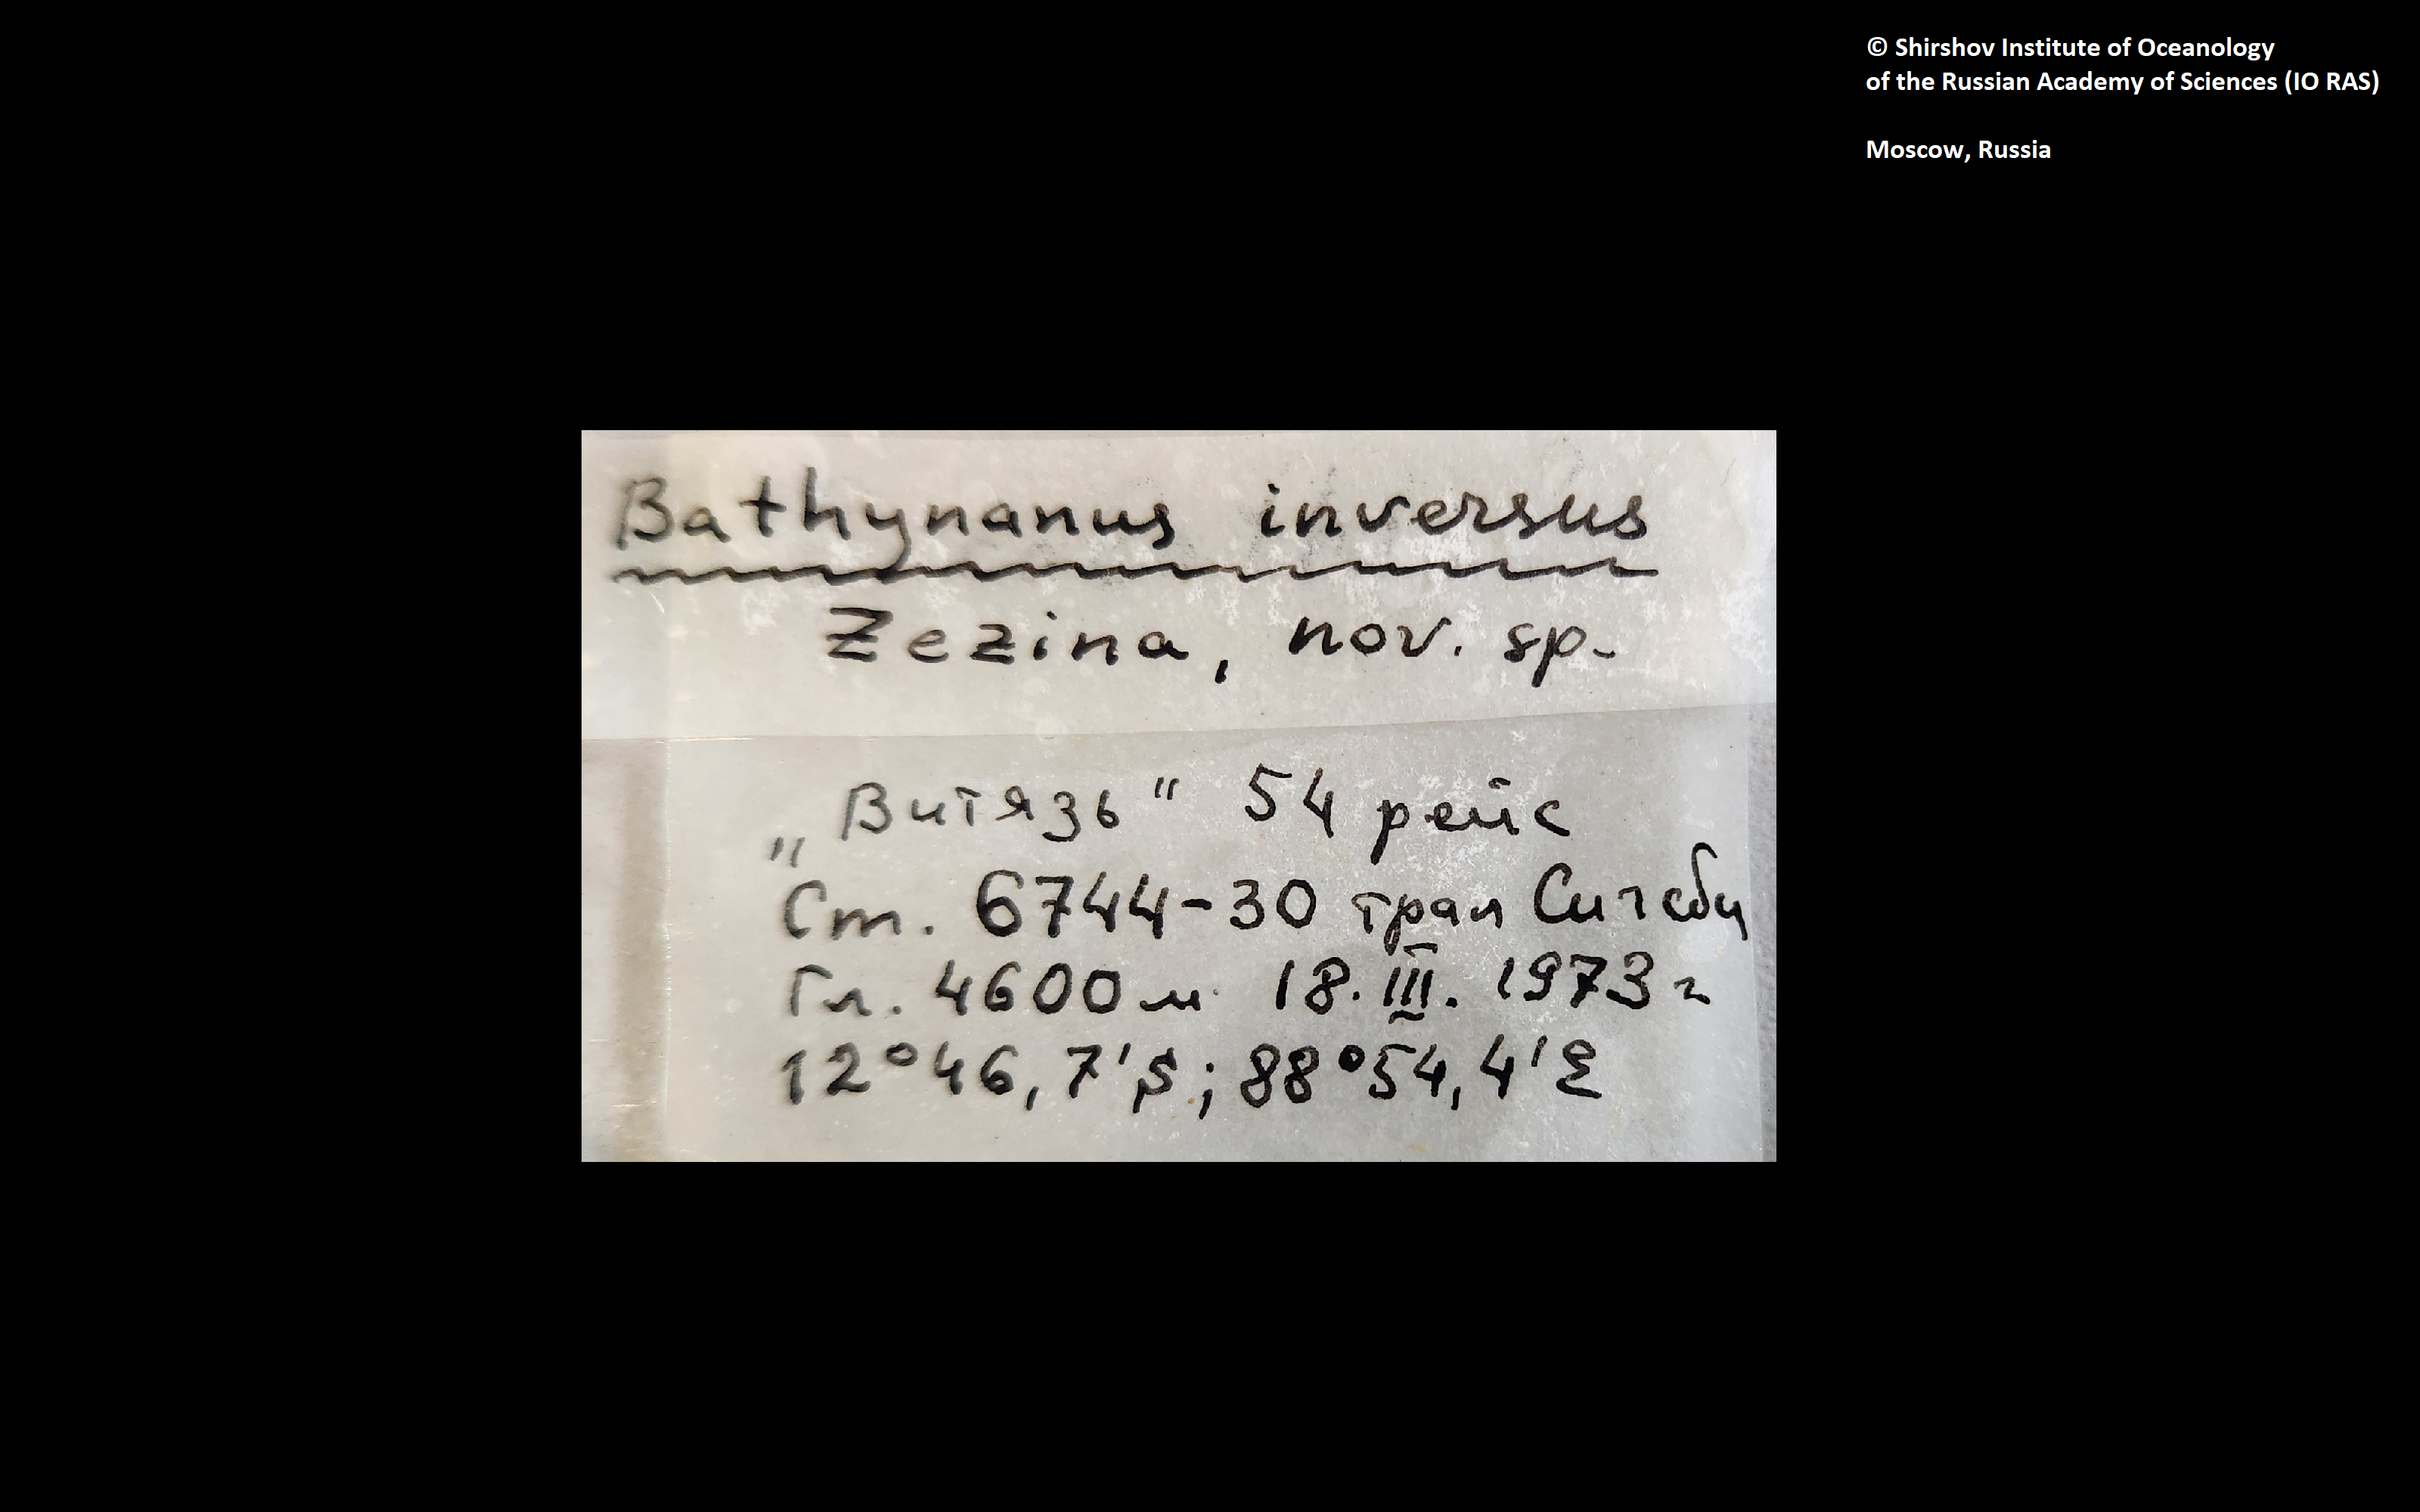 © Shirshov Institute of Oceanology
of the Russian Academy of Sciences (IO RAS)
Moscow, Russia
Bathynanus inversus
Zezina, nov. sp.
„Витязь" 54 рейс
Ст. 6744-30 трал Сигсби
Гл. 4600 м 18.III.1973 г
12°46,7'S; 88°54,4'E